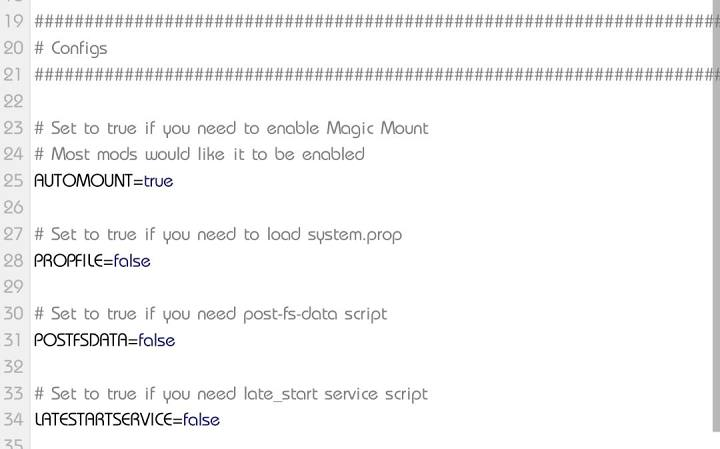 19 ####################################################################################
20 # Configs
21 ####################################################################################
22
23 # Set to true if you need to enable Magic Mount
24 # Most mods would like it to be enabled
25 AUTOMOUNT=true
26
27 # Set to true if you need to load system.prop
28 PROPFILE=false
29
30 # Set to true if you need post-fs-data script
31 POSTFSDATA=false
32
33 # Set to true if you need late_start service script
34 LATESTARTSERVICE=false
35